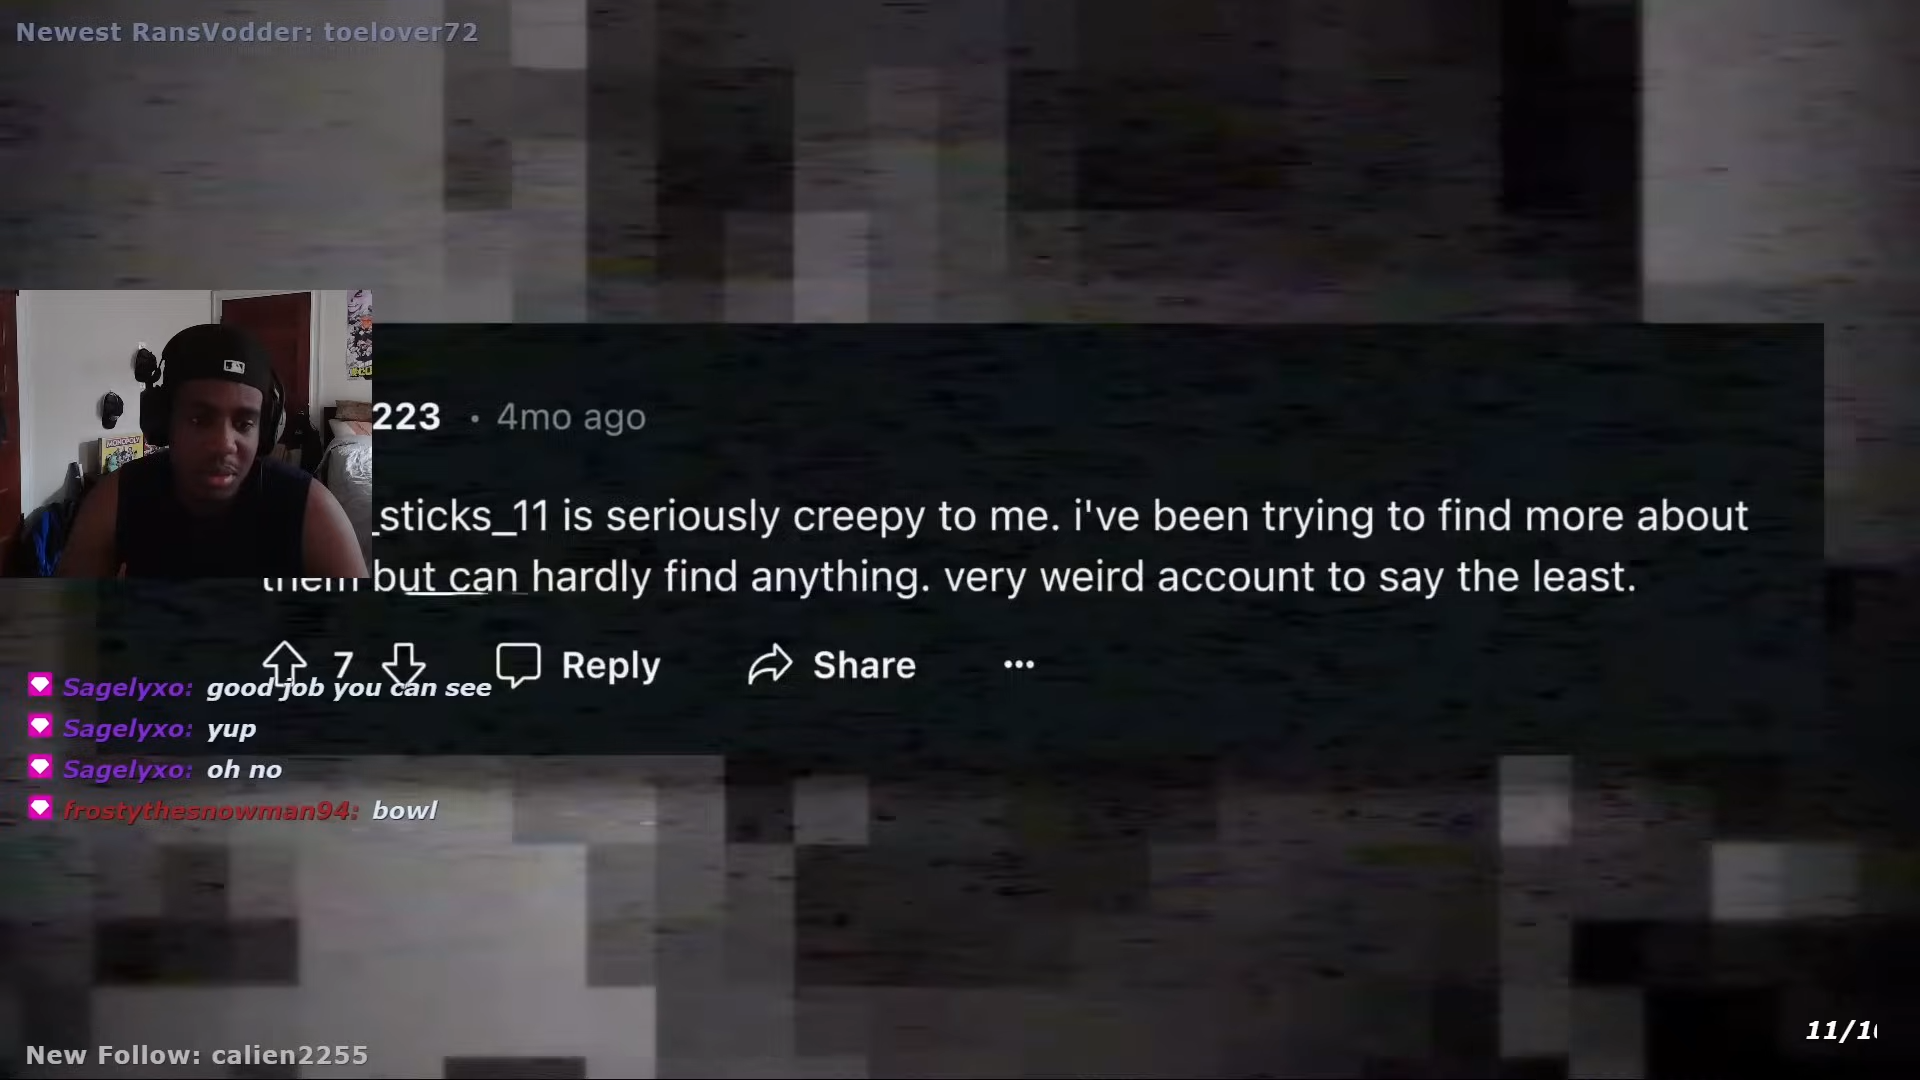 Newest RansVodder: toelover72
MONOPOLY
223 • 4mo ago
_sticks_11 is seriously creepy to me. i've been trying to find more about
them but can hardly find anything. very weird account to say the least.
7 Reply Share ...
Sagelyxo: good job you can see
Sagelyxo: yup
Sagelyxo: oh no
frostythesnowman94: bowl
11/1
New Follow: calien2255